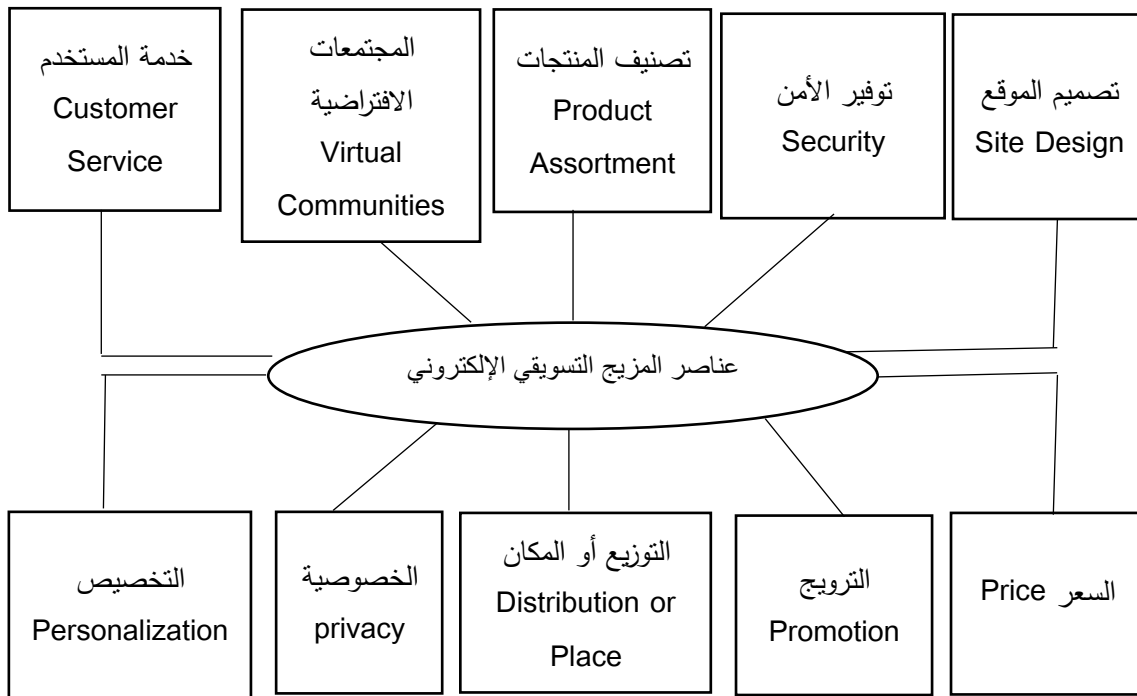 تصميم الموقع
Site Design
توفير الأمن
Security
تصنيف المنتجات
Product
Assortment
المجتمعات
الافتراضية
Virtual
Communities
خدمة المستخدم
Customer
Service
عناصر المزيج التسويقي الإلكتروني
السعر Price
الترويج
Promotion
التوزيع أو المكان
Distribution or
Place
الخصوصية
privacy
التخصيص
Personalization